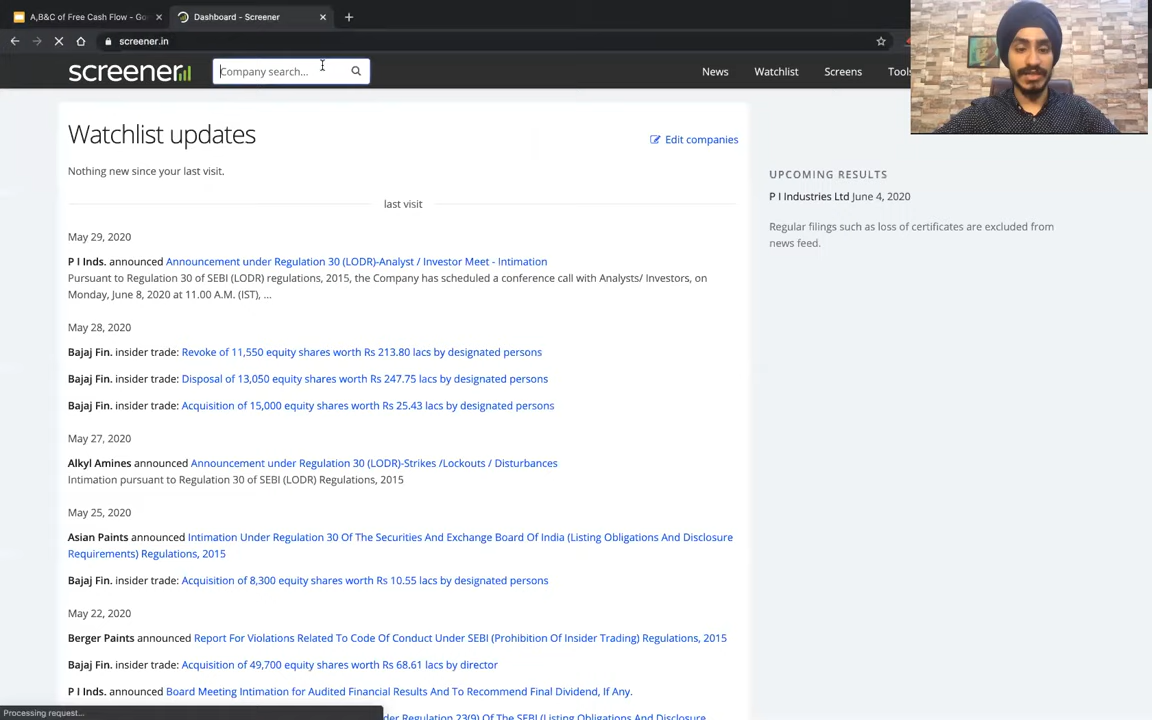 A,B&C of Free Cash Flow - Go
Dashboard - Screener
screener.in
screener
Company search...
News
Watchlist
Screens
Tools
Watchlist updates
Edit companies
Nothing new since your last visit.
last visit
May 29, 2020
P I Inds. announced Announcement under Regulation 30 (LODR)-Analyst / Investor Meet - Intimation
Pursuant to Regulation 30 of SEBI (LODR) regulations, 2015, the Company has scheduled a conference call with Analysts/ Investors, on
Monday, June 8, 2020 at 11.00 A.M. (IST), ...
May 28, 2020
Bajaj Fin. insider trade: Revoke of 11,550 equity shares worth Rs 213.80 lacs by designated persons
Bajaj Fin. insider trade: Disposal of 13,050 equity shares worth Rs 247.75 lacs by designated persons
Bajaj Fin. insider trade: Acquisition of 15,000 equity shares worth Rs 25.43 lacs by designated persons
May 27, 2020
Alkyl Amines announced Announcement under Regulation 30 (LODR)-Strikes /Lockouts / Disturbances
Intimation pursuant to Regulation 30 of SEBI (LODR) Regulations, 2015
May 25, 2020
Asian Paints announced Intimation Under Regulation 30 Of The Securities And Exchange Board Of India (Listing Obligations And Disclosure
Requirements) Regulations, 2015
Bajaj Fin. insider trade: Acquisition of 8,300 equity shares worth Rs 10.55 lacs by designated persons
May 22, 2020
Berger Paints announced Report For Violations Related To Code Of Conduct Under SEBI (Prohibition Of Insider Trading) Regulations, 2015
Bajaj Fin. insider trade: Acquisition of 49,700 equity shares worth Rs 68.61 lacs by director
P I Inds. announced Board Meeting Intimation for Audited Financial Results And To Recommend Final Dividend, If Any.
der Regulation 23(9) Of The SEBI (Listing Obligations And Disclosure
Processing request...
UPCOMING RESULTS
P I Industries Ltd June 4, 2020
Regular filings such as loss of certificates are excluded from
news feed.